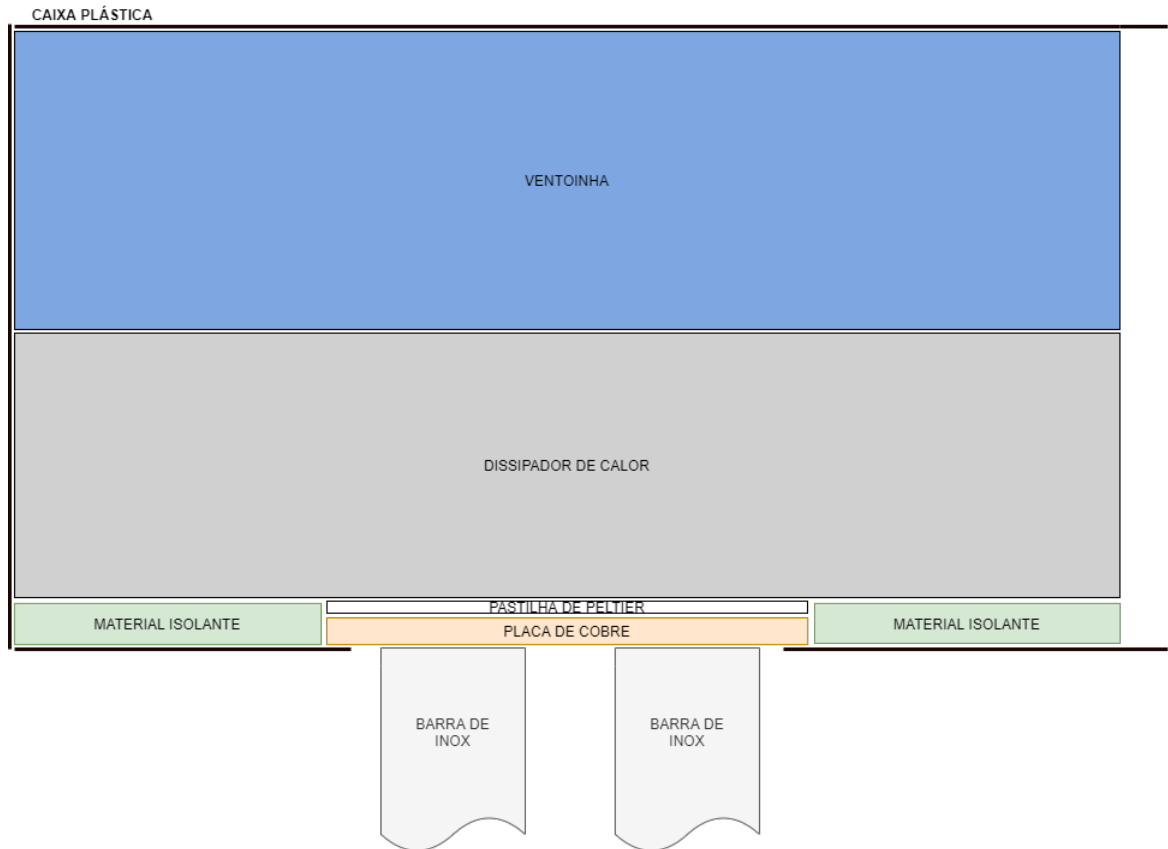 CAIXA PLÁSTICA
VENTOINHA
DISSIPADOR DE CALOR
PASTILHA DE PELTIER
MATERIAL ISOLANTE
PLACA DE COBRE
MATERIAL ISOLANTE
BARRA DE
INOX
BARRA DE
INOX